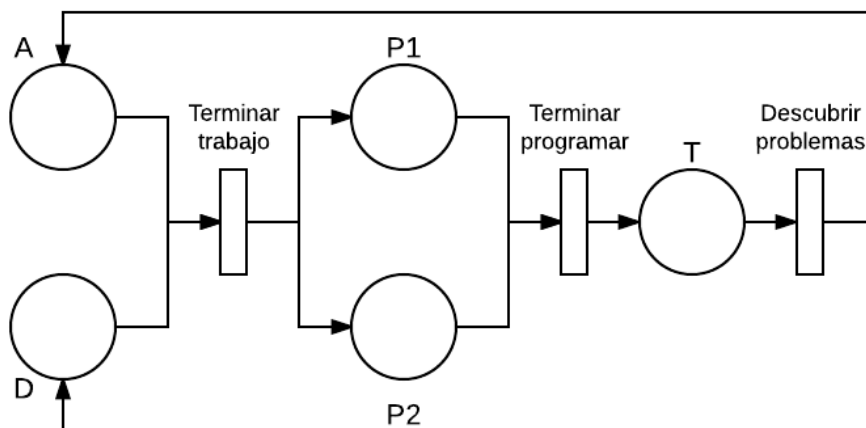 A
P1
Terminar
trabajo
Terminar
programar
Descubrir
problemas
T
D
P2